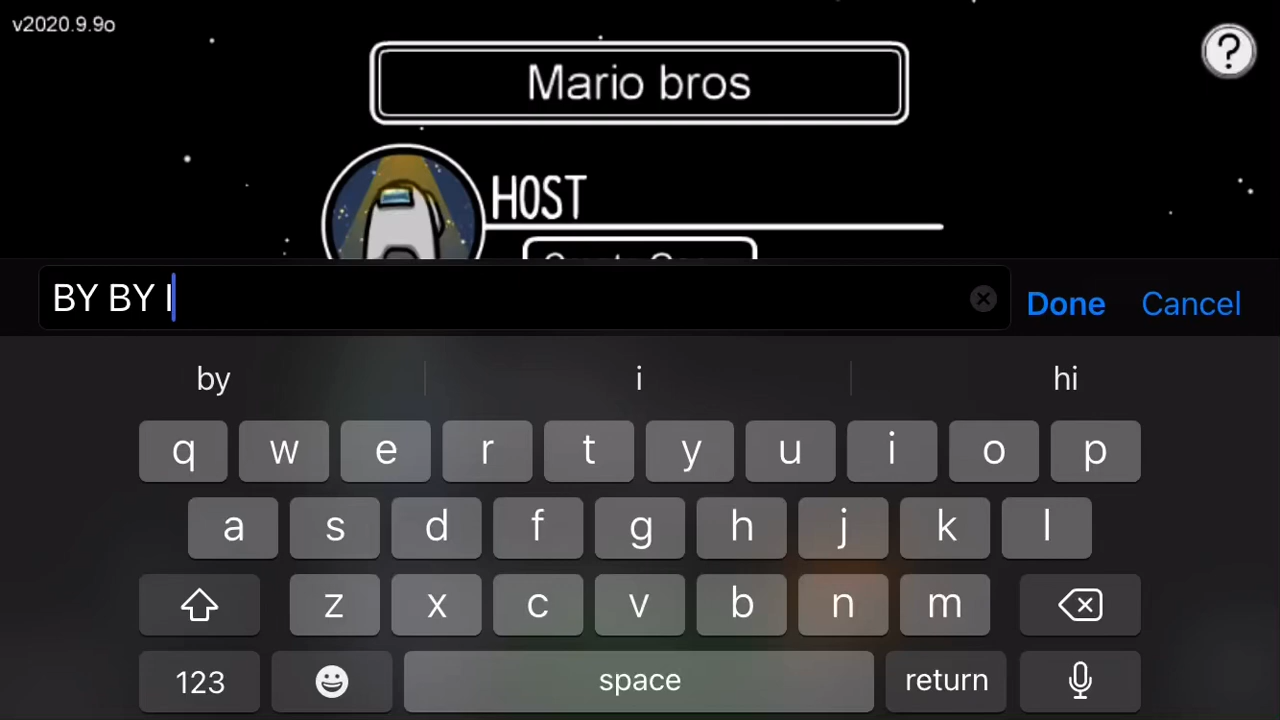 v2020.9.9o
?
Mario bros
HOST
BY BY I
Done
Cancel
by
i
hi
q w e r t y u i o p
a s d f g h j k l
z x c v b n m
123
space
return